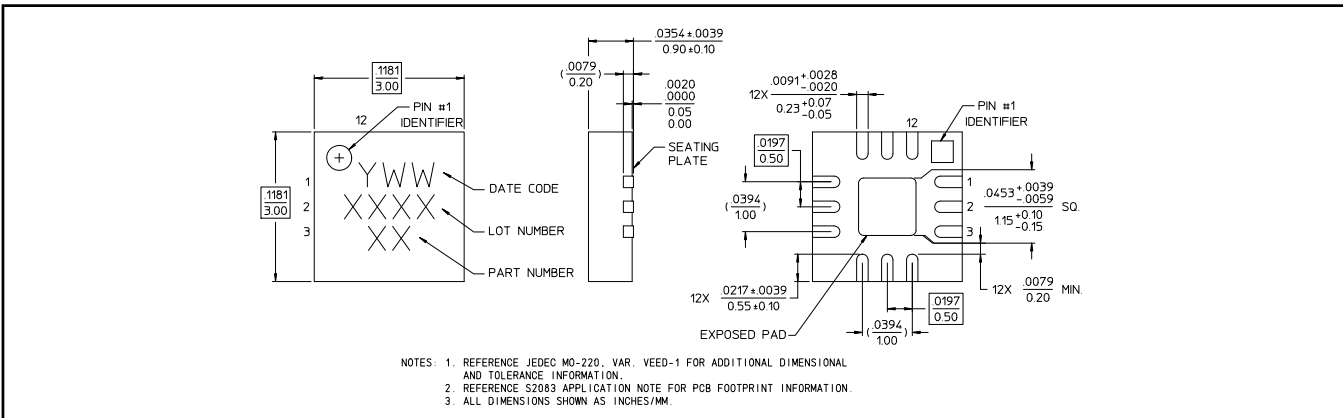 .1181
3.00
12
PIN #1
IDENTIFIER
.1181
3.00
1
2
3
YWW
XXXX
XX
DATE CODE
LOT NUMBER
PART NUMBER
.0354±.0039
0.90±0.10
(.0079
0.20)
.0020
.0000
0.05
0.00
SEATING
PLATE
12X .0091 +.0028 -.0020
0.23 +0.07 -0.05
12
PIN #1
IDENTIFIER
.0197
0.50
(.0394
1.00)
1
2
3
.0453 +.0039 -.0059 SQ.
1.15 +0.10 -0.15
12X .0217±.0039
0.55±0.10
EXPOSED PAD
(.0394
1.00)
.0197
0.50
12X .0079 MIN.
0.20
NOTES: 1. REFERENCE JEDEC MO-220, VAR. VEED-1 FOR ADDITIONAL DIMENSIONAL
AND TOLERANCE INFORMATION.
2. REFERENCE S2083 APPLICATION NOTE FOR PCB FOOTPRINT INFORMATION.
3. ALL DIMENSIONS SHOWN AS INCHES/MM.